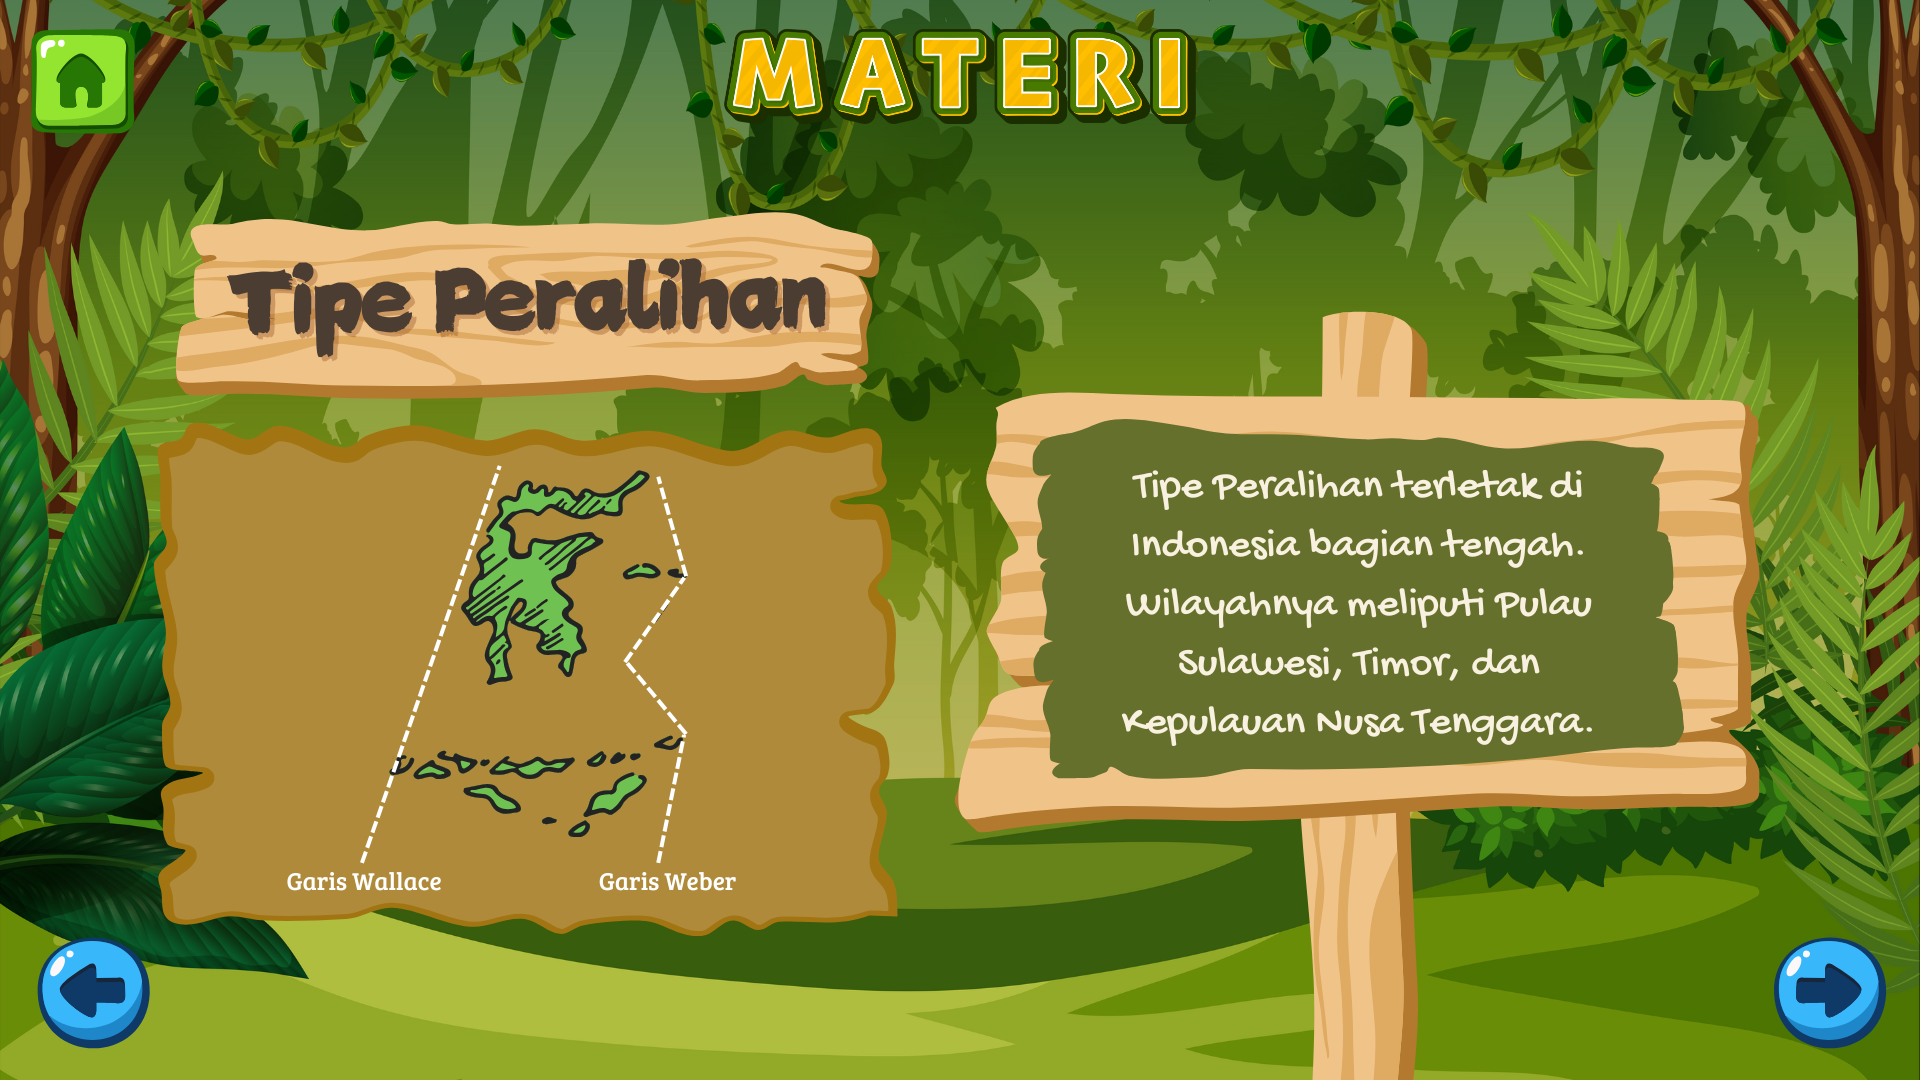 MATERI
Tipe Peralihan
Tipe Peralihan terletak di
Indonesia bagian tengah.
Wilayahnya meliputi Pulau
Sulawesi, Timor, dan
Kepulauan Nusa Tenggara.
Garis Wallace
Garis Weber